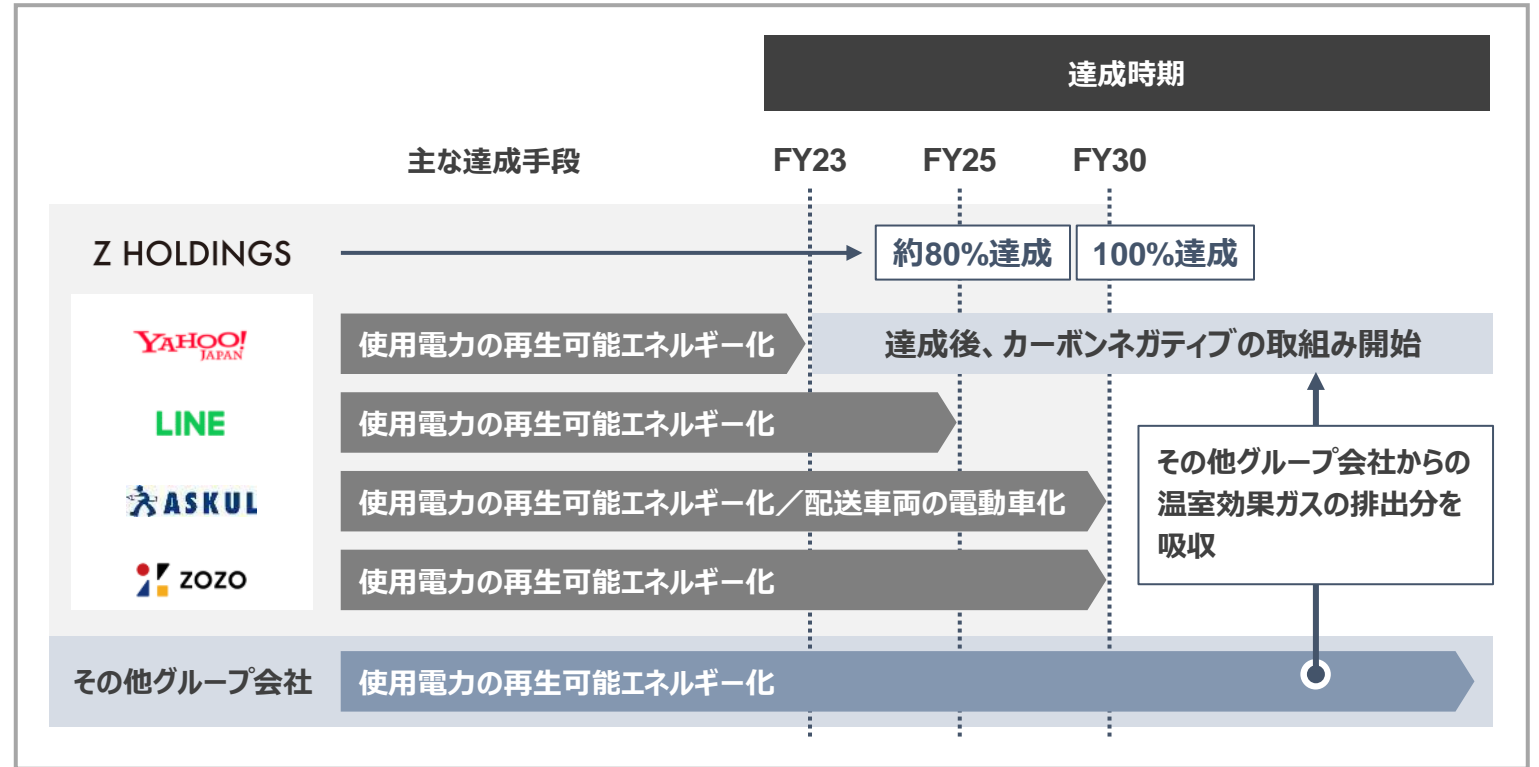 達成時期
主な達成手段
FY23
FY25
FY30
Z HOLDINGS
約80%達成
100%達成
YAHOO!
JAPAN
使用電力の再生可能エネルギー化
達成後、カーボンネガティブの取組み開始
LINE
使用電力の再生可能エネルギー化
ASKUL
使用電力の再生可能エネルギー化／配送車両の電動車化
ZOZO
使用電力の再生可能エネルギー化
その他グループ会社からの
温室効果ガスの排出分を
吸収
その他グループ会社
使用電力の再生可能エネルギー化